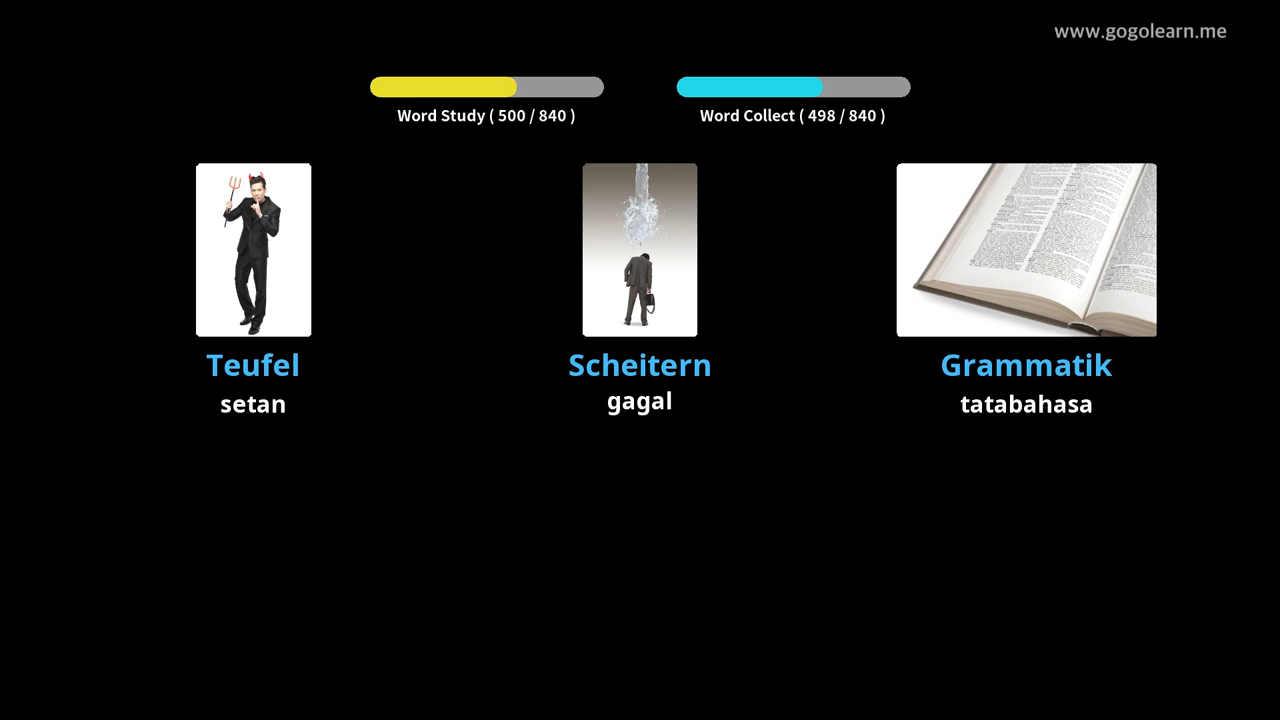 www.gogolearn.me
Word Study ( 500 / 840 )
Word Collect ( 498 / 840 )
Teufel
setan
Scheitern
gagal
Grammatik
tatabahasa